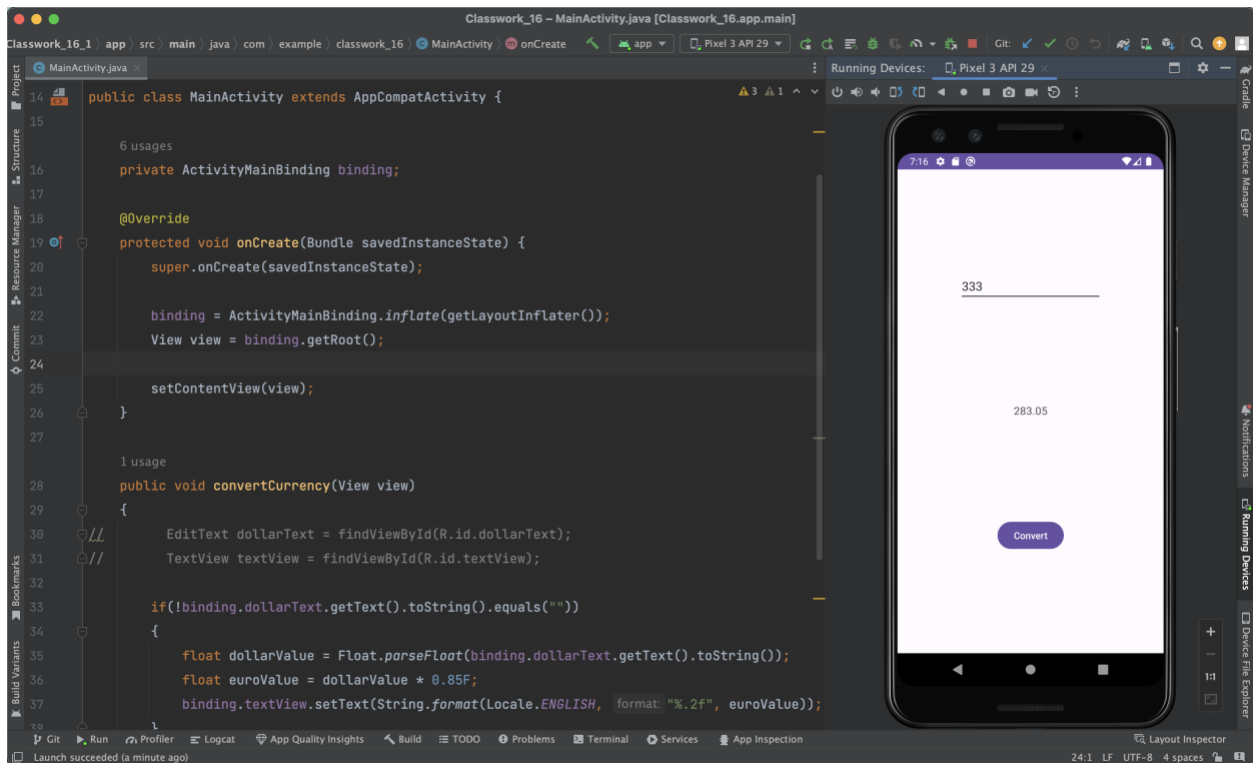 Classwork_16 – MainActivity.java [Classwork_16.app.main]
Classwork_16_1 〉 app 〉 src 〉 main 〉 java 〉 com 〉 example 〉 classwork_16 〉 MainActivity 〉 onCreate
app
Pixel 3 API 29
Git:
MainActivity.java
3 1
Running Devices: Pixel 3 API 29
Project
Structure
Resource Manager
Commit
Bookmarks
Build Variants
14 public class MainActivity extends AppCompatActivity {
15
6 usages
16 private ActivityMainBinding binding;
17
18 @Override
19 protected void onCreate(Bundle savedInstanceState) {
20 super.onCreate(savedInstanceState);
21
22 binding = ActivityMainBinding.inflate(getLayoutInflater());
23 View view = binding.getRoot();
24
25 setContentView(view);
26 }
27
1 usage
28 public void convertCurrency(View view)
29 {
30 // EditText dollarText = findViewById(R.id.dollarText);
31 // TextView textView = findViewById(R.id.textView);
32
33 if(!binding.dollarText.getText().toString().equals(""))
34 {
35 float dollarValue = Float.parseFloat(binding.dollarText.getText().toString());
36 float euroValue = dollarValue * 0.85F;
37 binding.textView.setText(String.format(Locale.ENGLISH, format: "%.2f", euroValue));
38 }
7:16
333
283.05
Convert
1:1
Gradle
Device Manager
Notifications
Running Devices
Device File Explorer
Git Run Profiler Logcat App Quality Insights Build TODO Problems Terminal Services App Inspection Layout Inspector
Launch succeeded (a minute ago) 24:1 LF UTF-8 4 spaces